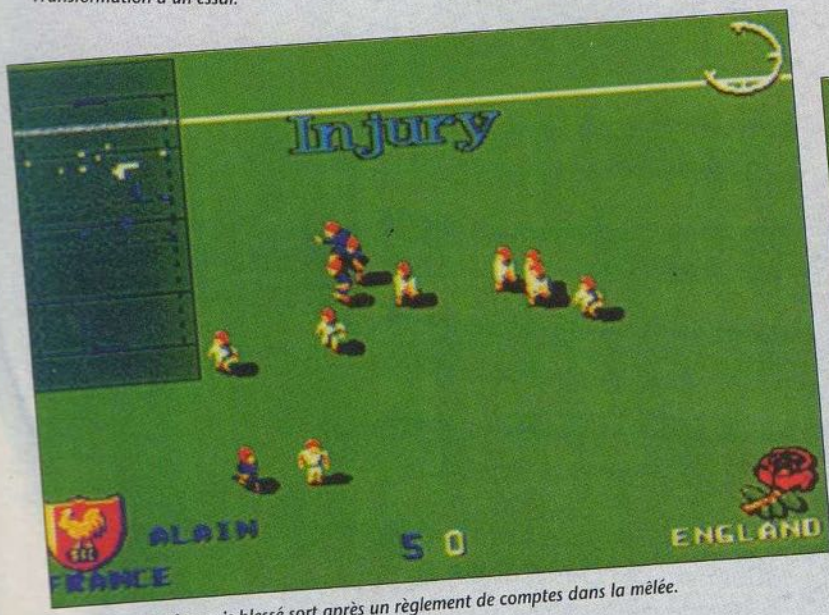 Transformation d'un essai.
Injury
ALAIN
5 0
ENGLAND
FRANCE
blessé sort après un règlement de comptes dans la mêlée.